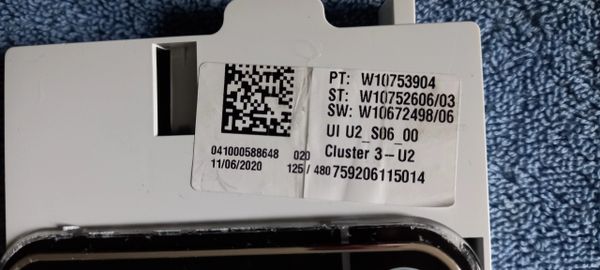 PT: W10753904
ST: W10752606/03
SW: W10672498/06
UI U2_S06_00
Cluster 3-U2
041000588648 020
11/06/2020 125 / 480 759206115014